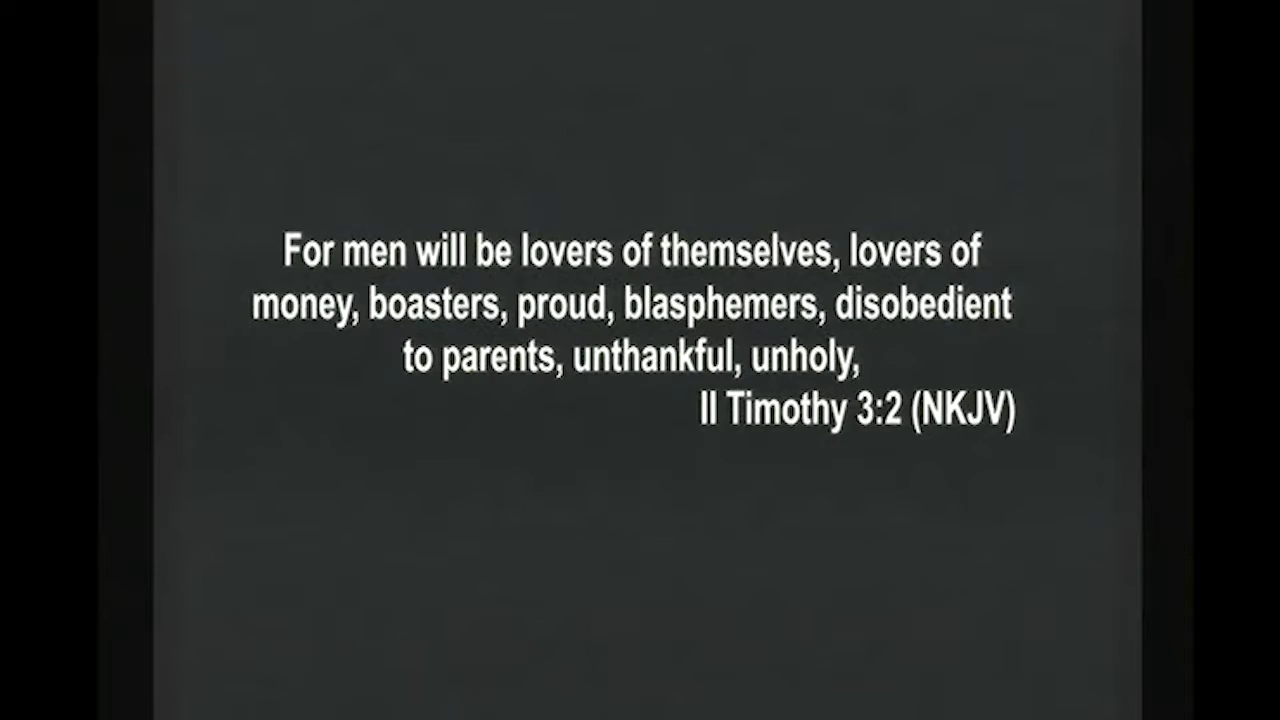 For men will be lovers of themselves, lovers of
money, boasters, proud, blasphemers, disobedient
to parents, unthankful, unholy,
II Timothy 3:2 (NKJV)